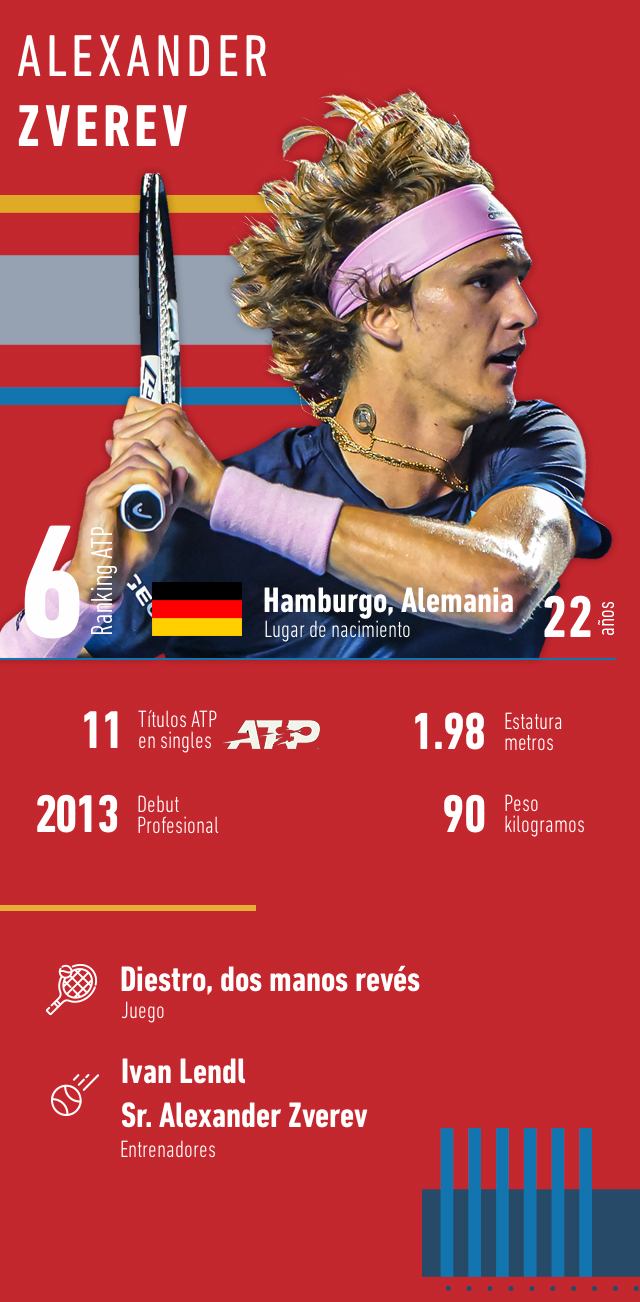 ALEXANDER
ZVEREV
6
Ranking ATP
Hamburgo, Alemania
Lugar de nacimiento
22
años
11
Títulos ATP
en singles
ATP
1.98
Estatura
metros
2013
Debut
Profesional
90
Peso
kilogramos
Diestro, dos manos revés
Juego
Ivan Lendl
Sr. Alexander Zverev
Entrenadores